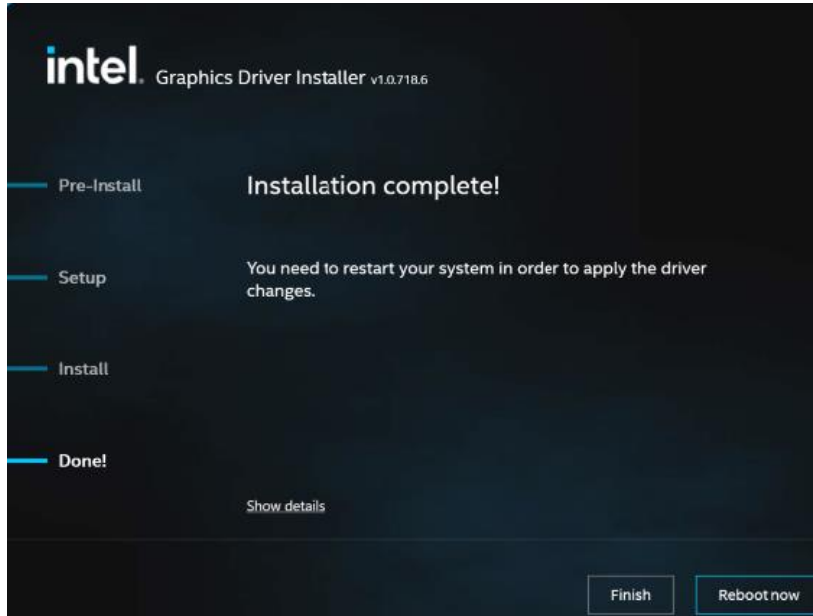 intel. Graphics Driver Installer v1.0.718.6
Pre-Install
Installation complete!
Setup
You need to restart your system in order to apply the driver
changes.
Install
Done!
Show details
Finish
Reboot now